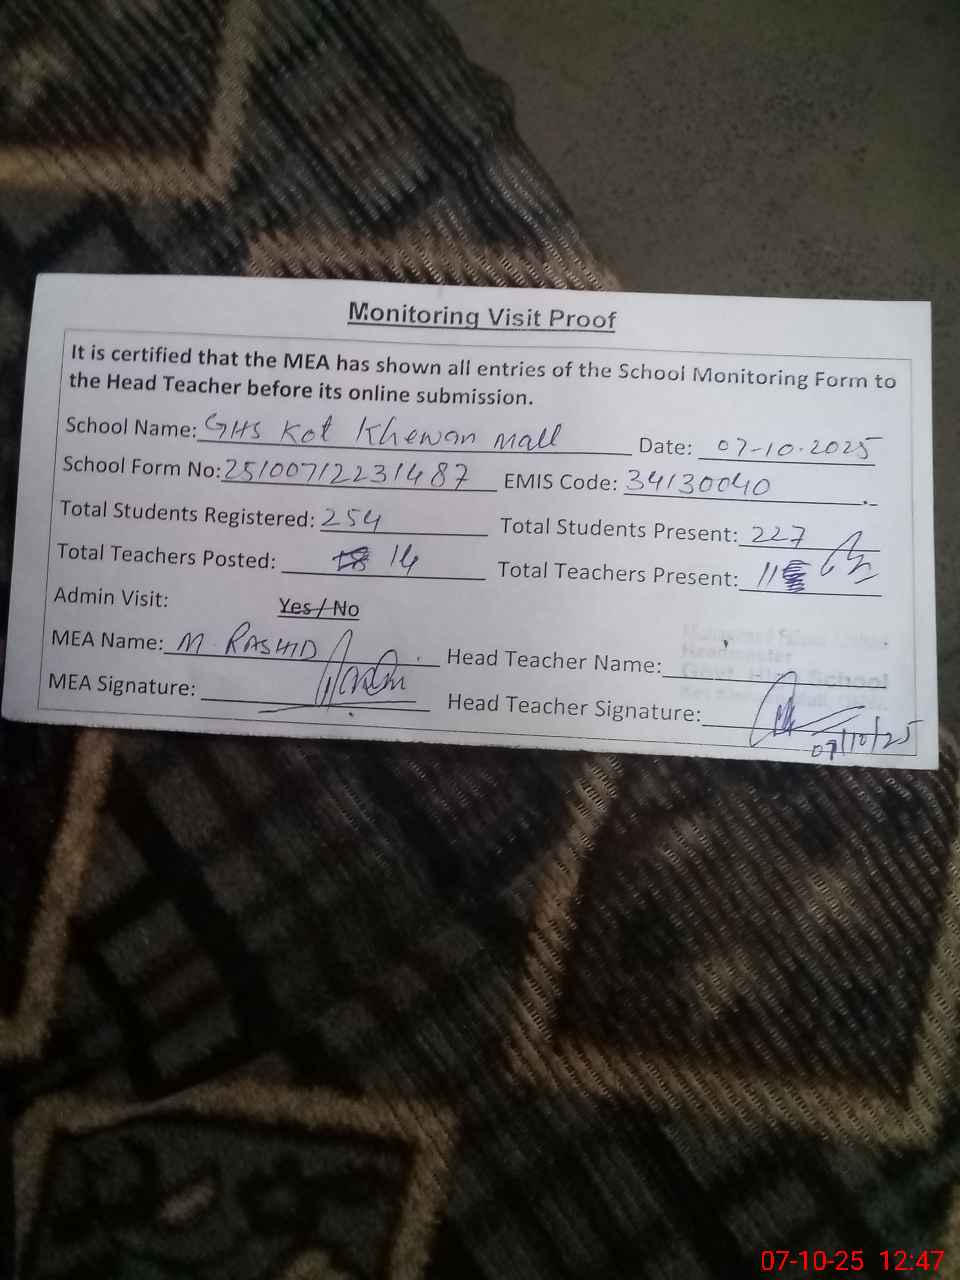 Monitoring Visit Proof
It is certified that the MEA has shown all entries of the School Monitoring Form to
the Head Teacher before its online submission.
School Name: GHS Kot Khewan Mall Date: 07-10-2025
School Form No: 25100712231487 EMIS Code: 34130040
Total Students Registered: 254 Total Students Present: 227
Total Teachers Posted: 14 Total Teachers Present: 11
Admin Visit: Yes / No
MEA Name: M. RASHID Head Teacher Name:
Headmaster
Govt. High School
MEA Signature: Head Teacher Signature:
07/10/25
07-10-25 12:47